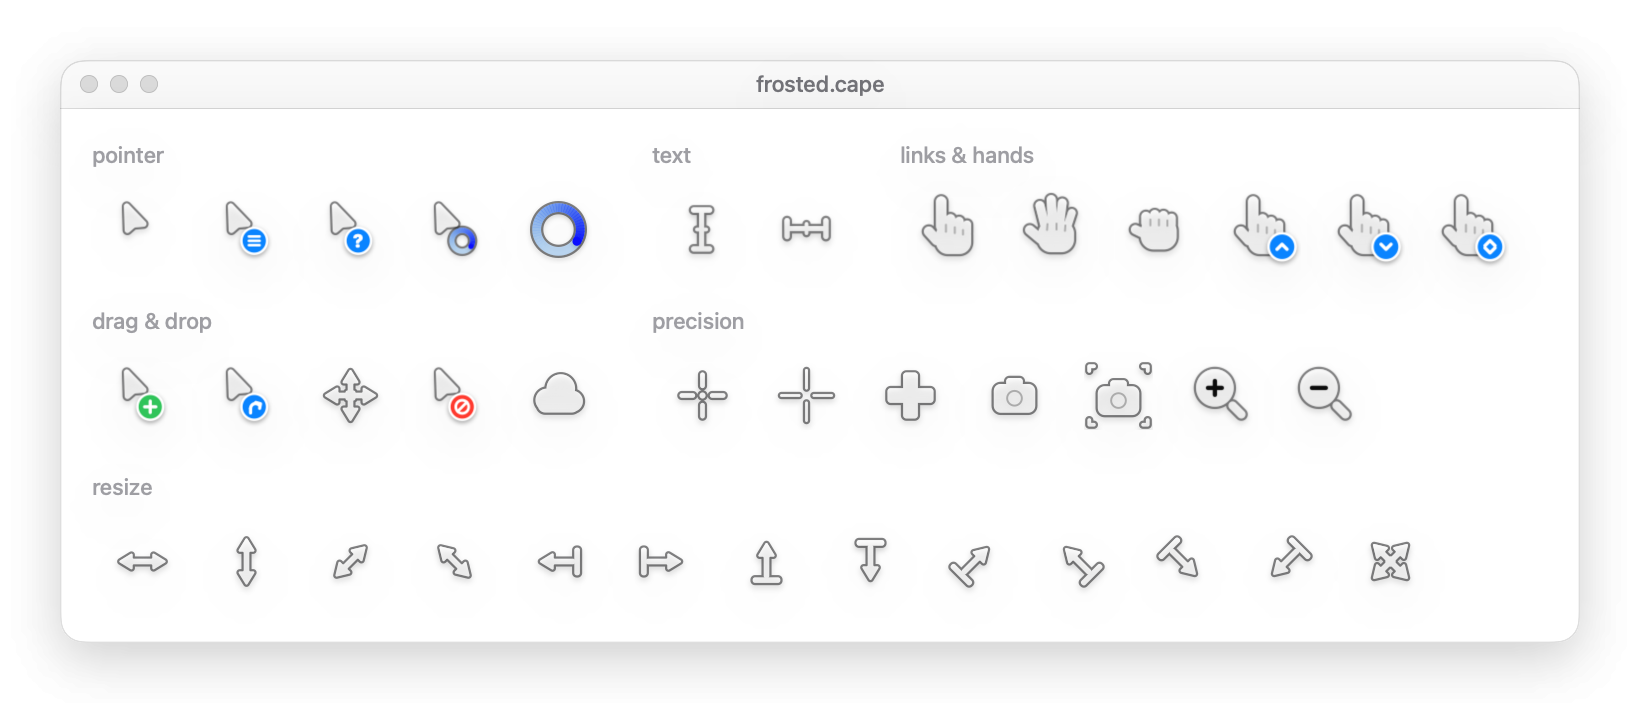 frosted.cape
pointer
text
links & hands
?
drag & drop
precision
resize